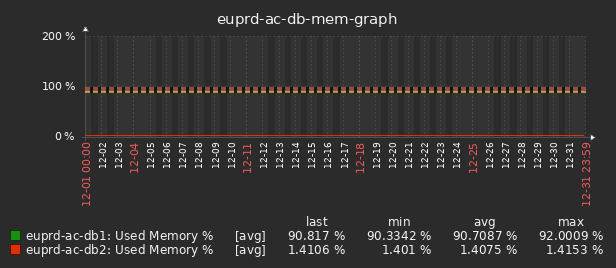 euprd-ac-db-mem-graph
200 %
100 %
0 %
12-01 00:00 12-02 12-03 12-04 12-05 12-06 12-07 12-08 12-09 12-10 12-11 12-12 12-13 12-14 12-15 12-16 12-17 12-18 12-19 12-20 12-21 12-22 12-23 12-24 12-25 12-26 12-27 12-28 12-29 12-30 12-31 12-31 23:59
last min avg max
euprd-ac-db1: Used Memory % [avg] 90.817 % 90.3342 % 90.7087 % 92.0009 %
euprd-ac-db2: Used Memory % [avg] 1.4106 % 1.401 % 1.4075 % 1.4153 %